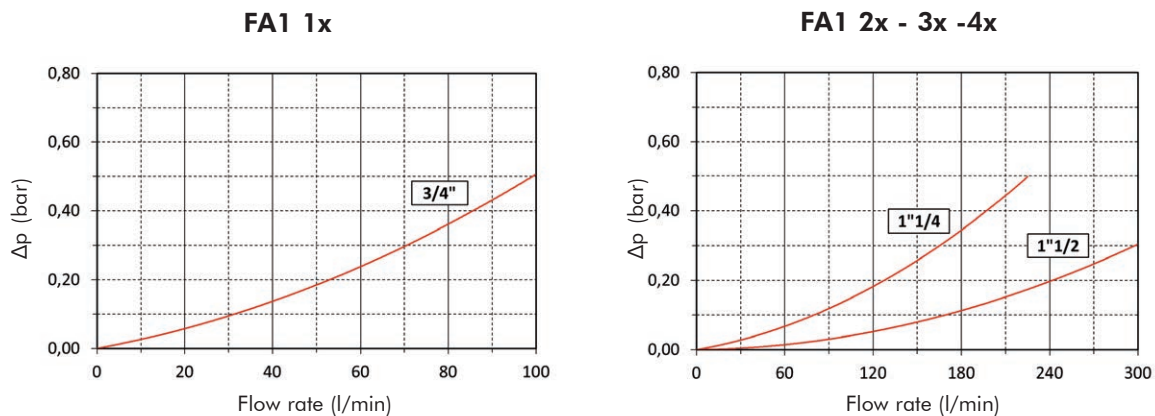 FA1 1x
0,80
0,60
0,40
0,20
0,00
Δp (bar)
3/4"
0 20 40 60 80 100
Flow rate (l/min)
FA1 2x - 3x -4x
0,80
0,60
0,40
0,20
0,00
Δp (bar)
1"1/4
1"1/2
0 60 120 180 240 300
Flow rate (l/min)